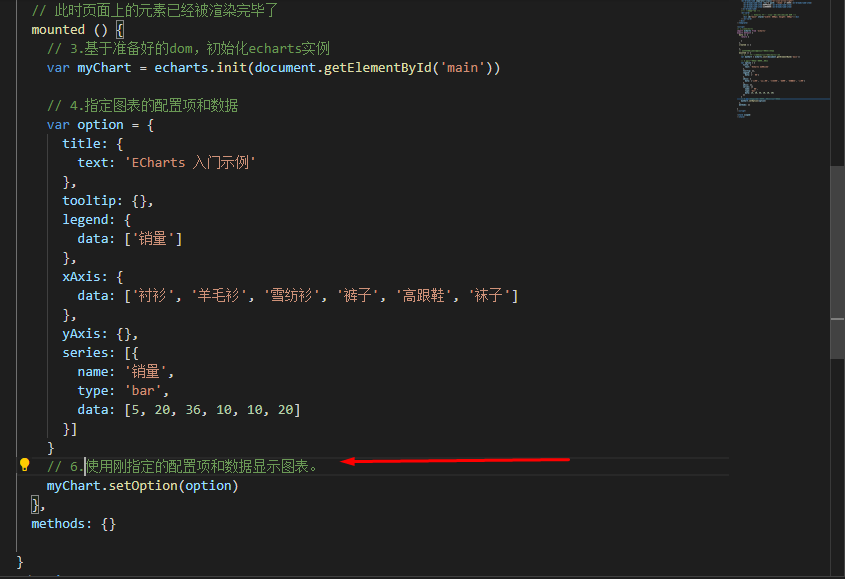 // 此时页面上的元素已经被渲染完毕了
mounted () {
// 3.基于准备好的dom，初始化echarts实例
var myChart = echarts.init(document.getElementById('main'))
// 4.指定图表的配置项和数据
var option = {
title: {
text: 'ECharts 入门示例'
},
tooltip: {},
legend: {
data: ['销量']
},
xAxis: {
data: ['衬衫', '羊毛衫', '雪纺衫', '裤子', '高跟鞋', '袜子']
},
yAxis: {},
series: [{
name: '销量',
type: 'bar',
data: [5, 20, 36, 10, 10, 20]
}]
}
// 6.使用刚指定的配置项和数据显示图表。
myChart.setOption(option)
},
methods: {}
}